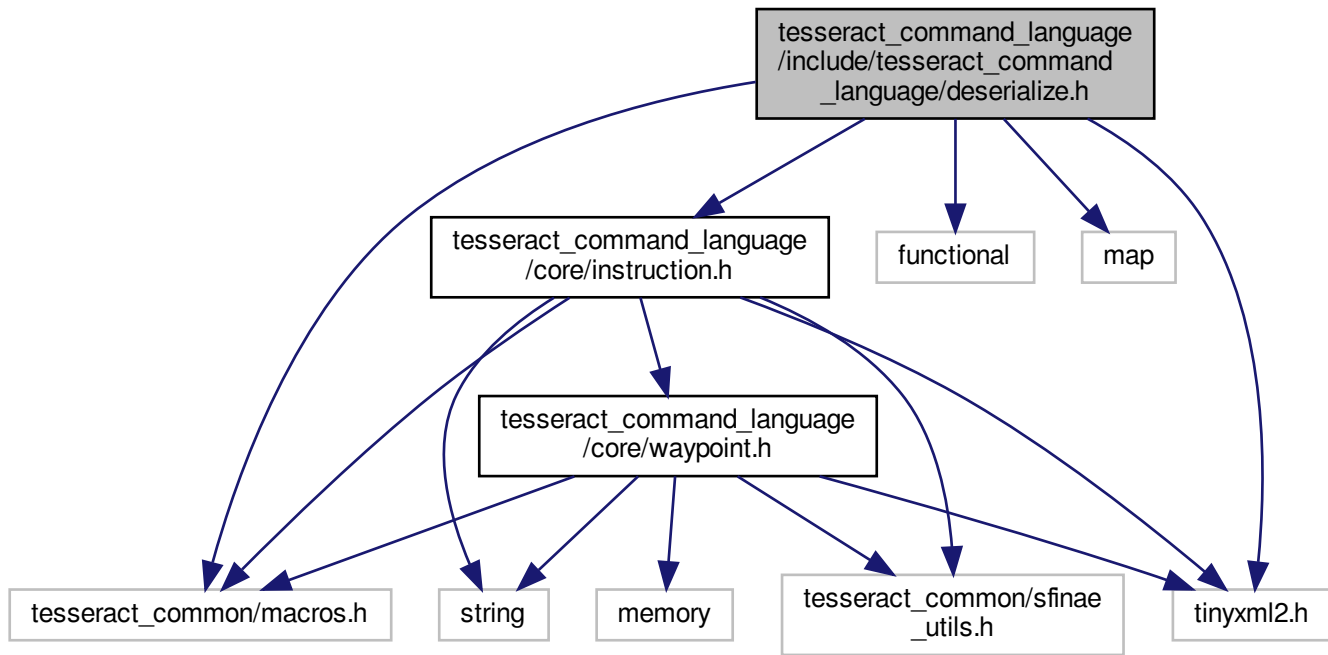 tesseract_command_language
/include/tesseract_command
_language/deserialize.h
tesseract_command_language
/core/instruction.h
functional
map
tesseract_command_language
/core/waypoint.h
tesseract_common/macros.h
string
memory
tesseract_common/sfinae
_utils.h
tinyxml2.h